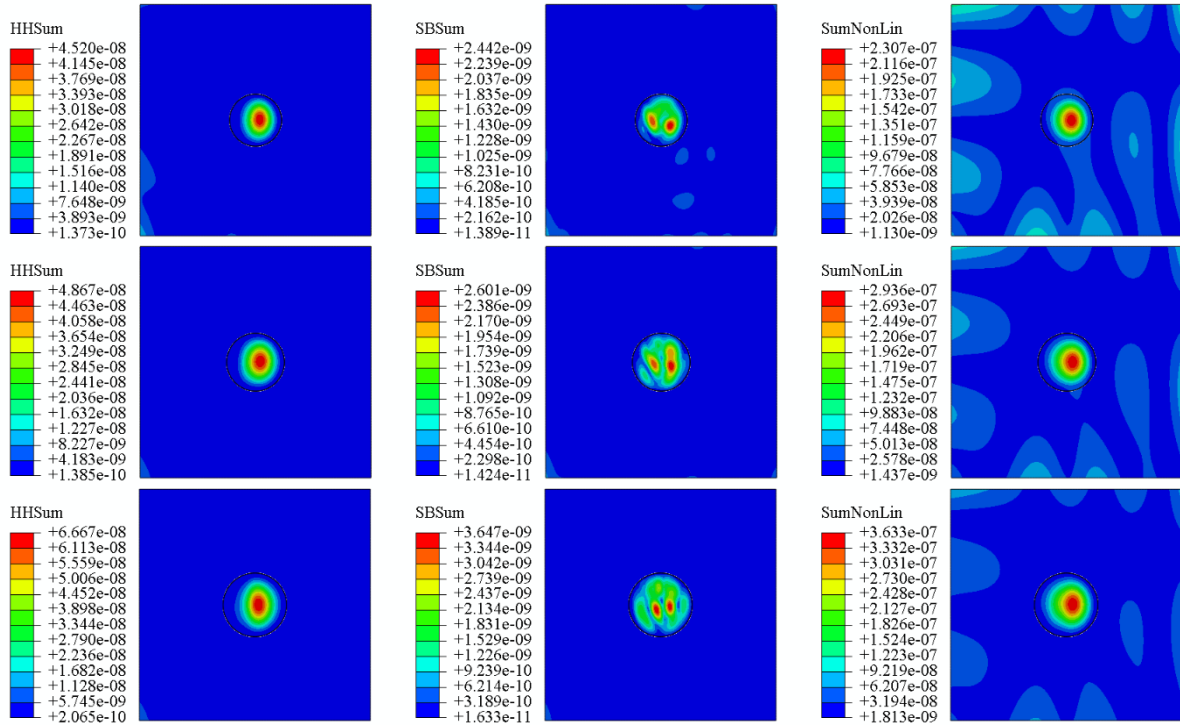 HHSum
+4.520e-08
+4.145e-08
+3.769e-08
+3.393e-08
+3.018e-08
+2.642e-08
+2.267e-08
+1.891e-08
+1.516e-08
+1.140e-08
+7.648e-09
+3.893e-09
+1.373e-10
SBSum
+2.442e-09
+2.239e-09
+2.037e-09
+1.835e-09
+1.632e-09
+1.430e-09
+1.228e-09
+1.025e-09
+8.231e-10
+6.208e-10
+4.185e-10
+2.162e-10
+1.389e-11
SumNonLin
+2.307e-07
+2.116e-07
+1.925e-07
+1.733e-07
+1.542e-07
+1.351e-07
+1.159e-07
+9.679e-08
+7.766e-08
+5.853e-08
+3.939e-08
+2.026e-08
+1.130e-09
HHSum
+4.867e-08
+4.463e-08
+4.058e-08
+3.654e-08
+3.249e-08
+2.845e-08
+2.441e-08
+2.036e-08
+1.632e-08
+1.227e-08
+8.227e-09
+4.183e-09
+1.385e-10
SBSum
+2.601e-09
+2.386e-09
+2.170e-09
+1.954e-09
+1.739e-09
+1.523e-09
+1.308e-09
+1.092e-09
+8.765e-10
+6.610e-10
+4.454e-10
+2.298e-10
+1.424e-11
SumNonLin
+2.936e-07
+2.693e-07
+2.449e-07
+2.206e-07
+1.962e-07
+1.719e-07
+1.475e-07
+1.232e-07
+9.883e-08
+7.448e-08
+5.013e-08
+2.578e-08
+1.437e-09
HHSum
+6.667e-08
+6.113e-08
+5.559e-08
+5.006e-08
+4.452e-08
+3.898e-08
+3.344e-08
+2.790e-08
+2.236e-08
+1.682e-08
+1.128e-08
+5.745e-09
+2.065e-10
SBSum
+3.647e-09
+3.344e-09
+3.042e-09
+2.739e-09
+2.437e-09
+2.134e-09
+1.831e-09
+1.529e-09
+1.226e-09
+9.239e-10
+6.214e-10
+3.189e-10
+1.633e-11
SumNonLin
+3.633e-07
+3.332e-07
+3.031e-07
+2.730e-07
+2.428e-07
+2.127e-07
+1.826e-07
+1.524e-07
+1.223e-07
+9.219e-08
+6.207e-08
+3.194e-08
+1.813e-09